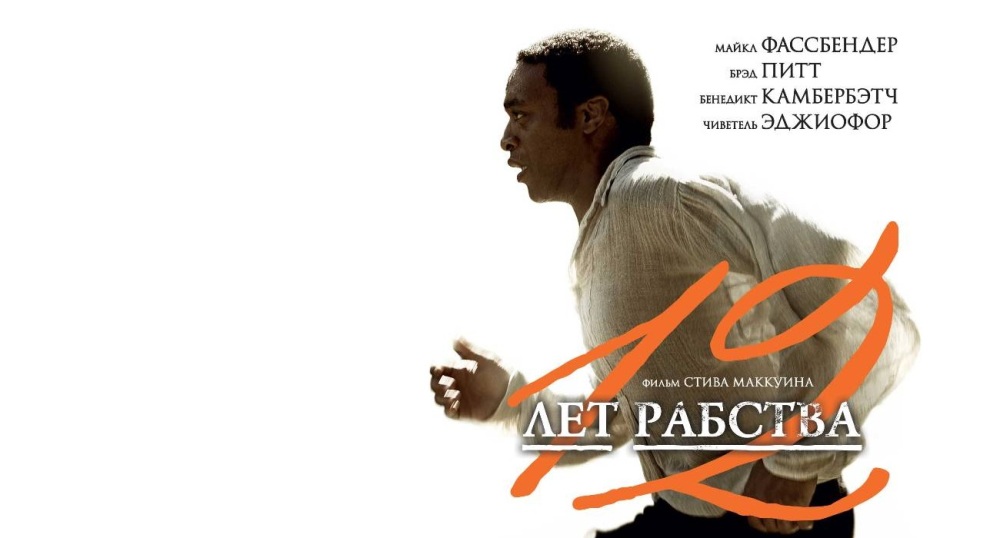 МАЙКЛ ФАССБЕНДЕР
БРЭД ПИТТ
БЕНЕДИКТ КАМБЕРБЭТЧ
ЧИВЕТЕЛЬ ЭДЖИОФОР
12
ФИЛЬМ СТИВА МАККУИНА
ЛЕТ РАБСТВА